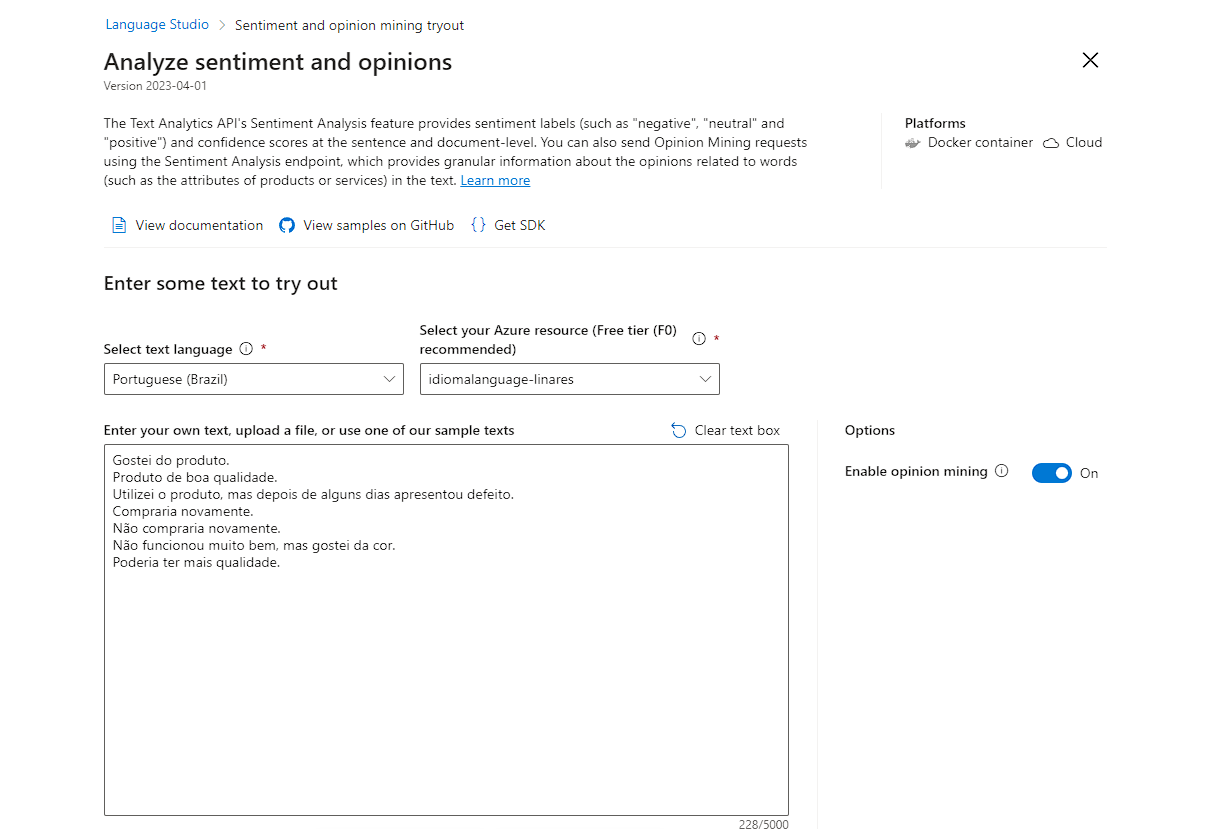 Language Studio > Sentiment and opinion mining tryout
Analyze sentiment and opinions
Version 2023-04-01
The Text Analytics API's Sentiment Analysis feature provides sentiment labels (such as "negative", "neutral" and
"positive") and confidence scores at the sentence and document-level. You can also send Opinion Mining requests
using the Sentiment Analysis endpoint, which provides granular information about the opinions related to words
(such as the attributes of products or services) in the text. Learn more
Platforms
Docker container Cloud
View documentation View samples on GitHub {} Get SDK
Enter some text to try out
Select text language *
Portuguese (Brazil)
Select your Azure resource (Free tier (F0)
recommended) *
idiomalanguage-linares
Enter your own text, upload a file, or use one of our sample texts
Clear text box
Gostei do produto.
Produto de boa qualidade.
Utilizei o produto, mas depois de alguns dias apresentou defeito.
Compraria novamente.
Não compraria novamente.
Não funcionou muito bem, mas gostei da cor.
Poderia ter mais qualidade.
228/5000
Options
Enable opinion mining On